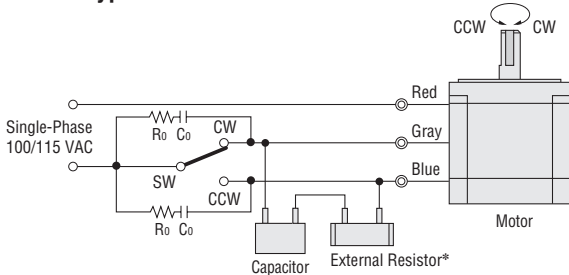 CCW CW
Red
Single-Phase
100/115 VAC
R₀ C₀
CW
Gray
SW
CCW
Blue
R₀ C₀
Capacitor
External Resistor*
Motor